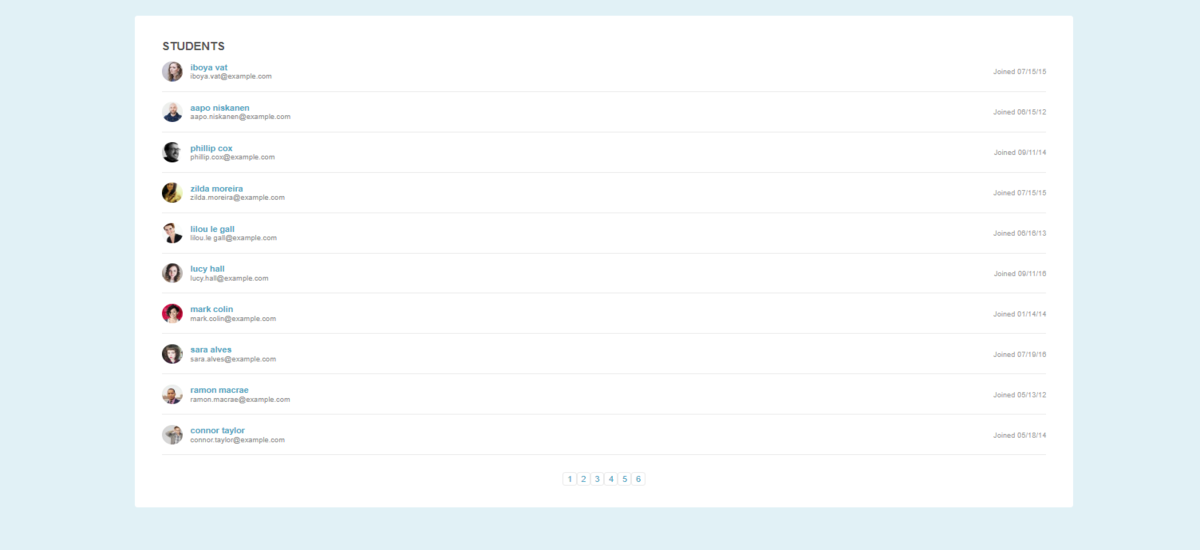 STUDENTS
iboya vat
iboya.vat@example.com
Joined 07/15/15
aapo niskanen
aapo.niskanen@example.com
Joined 06/15/12
phillip cox
phillip.cox@example.com
Joined 09/11/14
zilda moreira
zilda.moreira@example.com
Joined 07/15/15
lilou le gall
lilou.le gall@example.com
Joined 06/16/13
lucy hall
lucy.hall@example.com
Joined 09/11/16
mark colin
mark.colin@example.com
Joined 01/14/14
sara alves
sara.alves@example.com
Joined 07/19/16
ramon macrae
ramon.macrae@example.com
Joined 05/13/12
connor taylor
connor.taylor@example.com
Joined 05/18/14
1 2 3 4 5 6